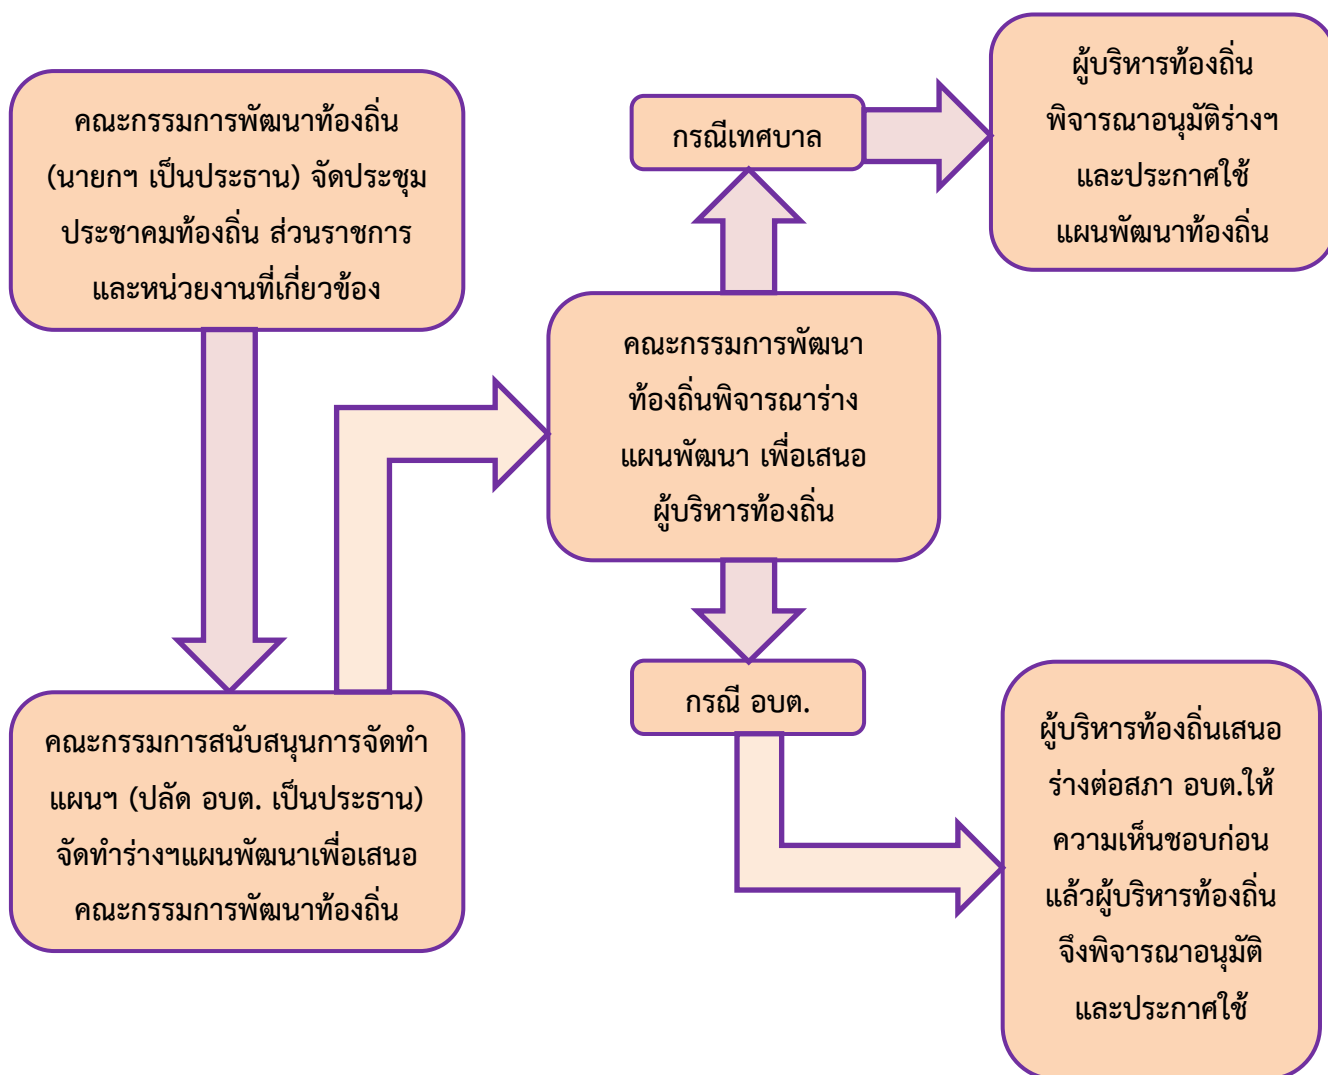 คณะกรรมการพัฒนาท้องถิ่น
(นายกฯ เป็นประธาน) จัดประชุม
ประชาคมท้องถิ่น ส่วนราชการ
และหน่วยงานที่เกี่ยวข้อง
คณะกรรมการสนับสนุนการจัดทำ
แผนฯ (ปลัด อบต. เป็นประธาน)
จัดทำร่างฯแผนพัฒนาเพื่อเสนอ
คณะกรรมการพัฒนาท้องถิ่น
คณะกรรมการพัฒนา
ท้องถิ่นพิจารณาร่าง
แผนพัฒนา เพื่อเสนอ
ผู้บริหารท้องถิ่น
กรณีเทศบาล
ผู้บริหารท้องถิ่น
พิจารณาอนุมัติร่างฯ
และประกาศใช้
แผนพัฒนาท้องถิ่น
กรณี อบต.
ผู้บริหารท้องถิ่นเสนอ
ร่างต่อสภา อบต.ให้
ความเห็นชอบก่อน
แล้วผู้บริหารท้องถิ่น
จึงพิจารณาอนุมัติ
และประกาศใช้